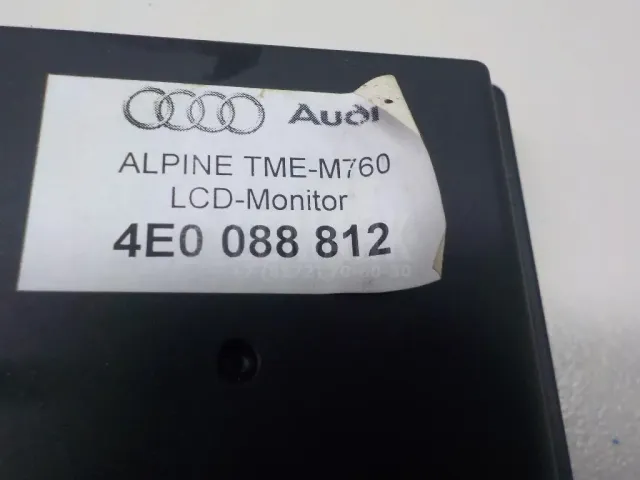 Audi
ALPINE TME-M760
LCD-Monitor
4E0 088 812